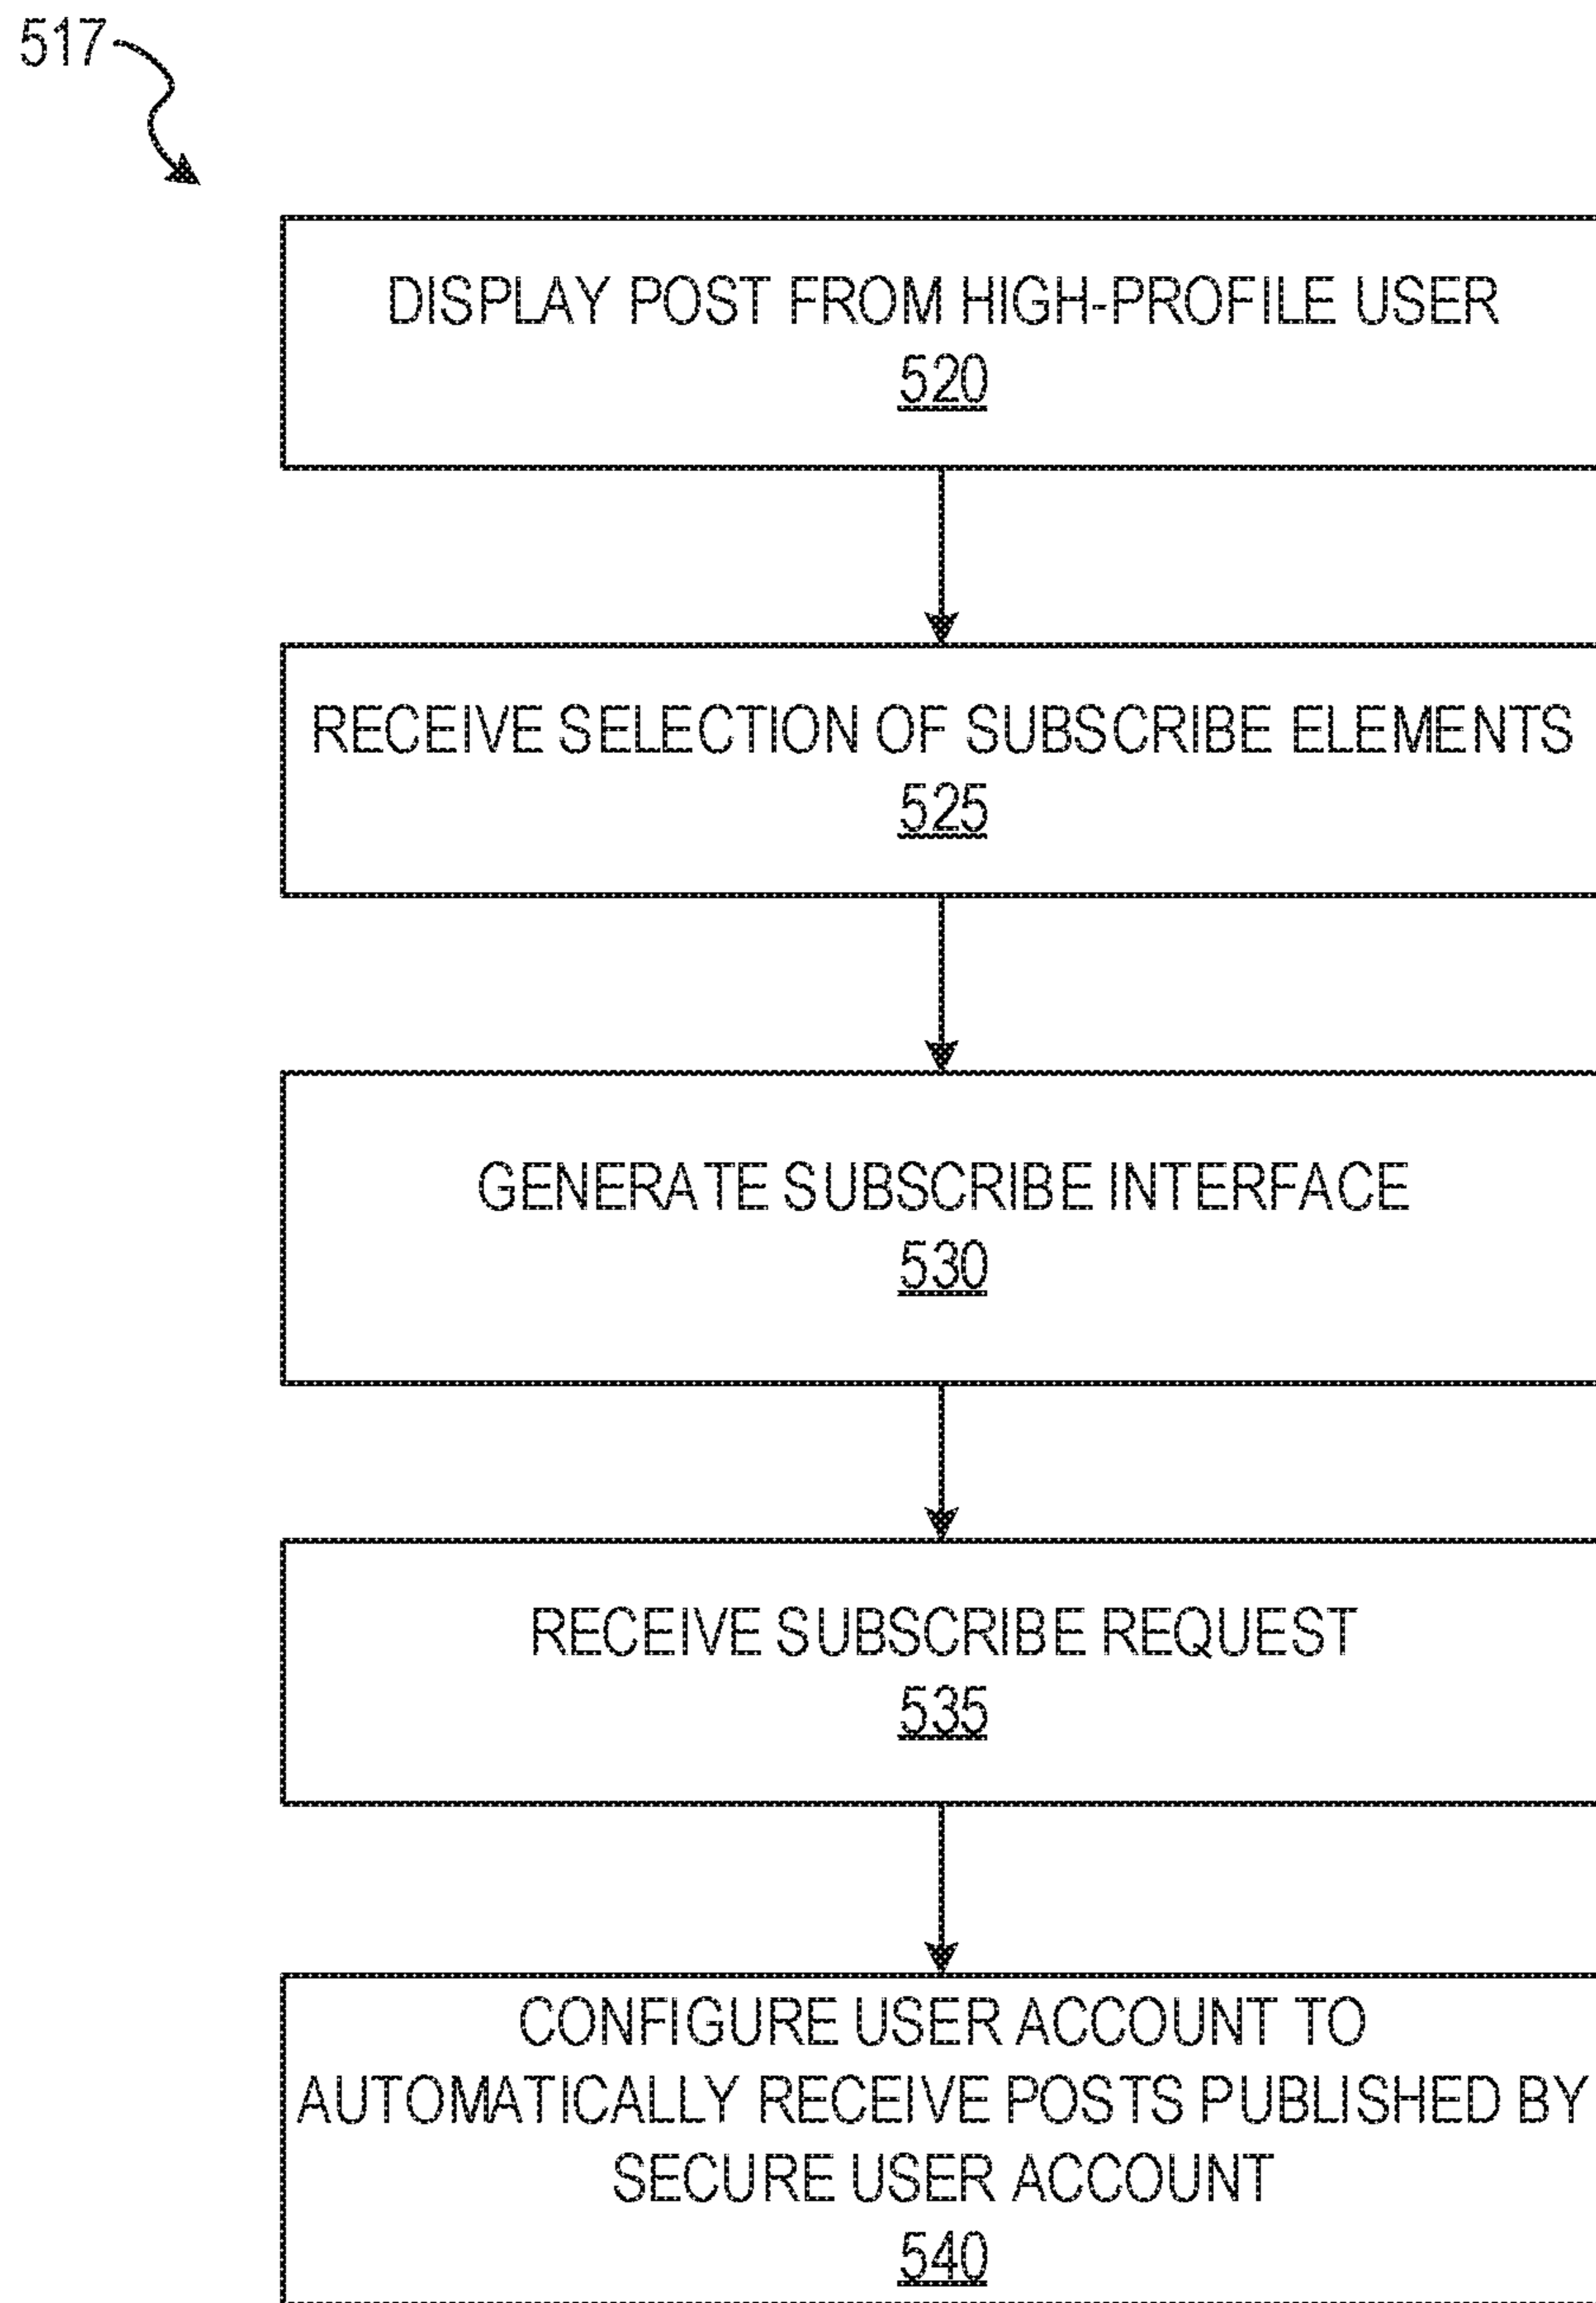 517
DISPLAY POST FROM HIGH-PROFILE USER
520
RECEIVE SELECTION OF SUBSCRIBE ELEMENTS
525
GENERATE SUBSCRIBE INTERFACE
530
RECEIVE SUBSCRIBE REQUEST
535
CONFIGURE USER ACCOUNT TO
AUTOMATICALLY RECEIVE POSTS PUBLISHED BY
SECURE USER ACCOUNT
540